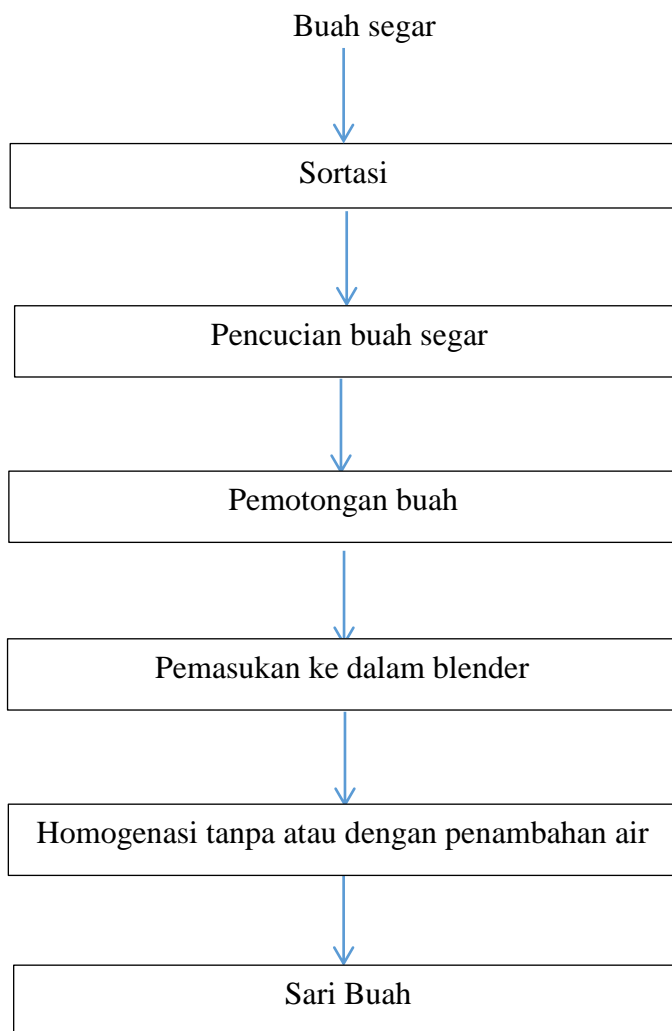 Buah segar
Sortasi
Pencucian buah segar
Pemotongan buah
Pemasukan ke dalam blender
Homogenasi tanpa atau dengan penambahan air
Sari Buah